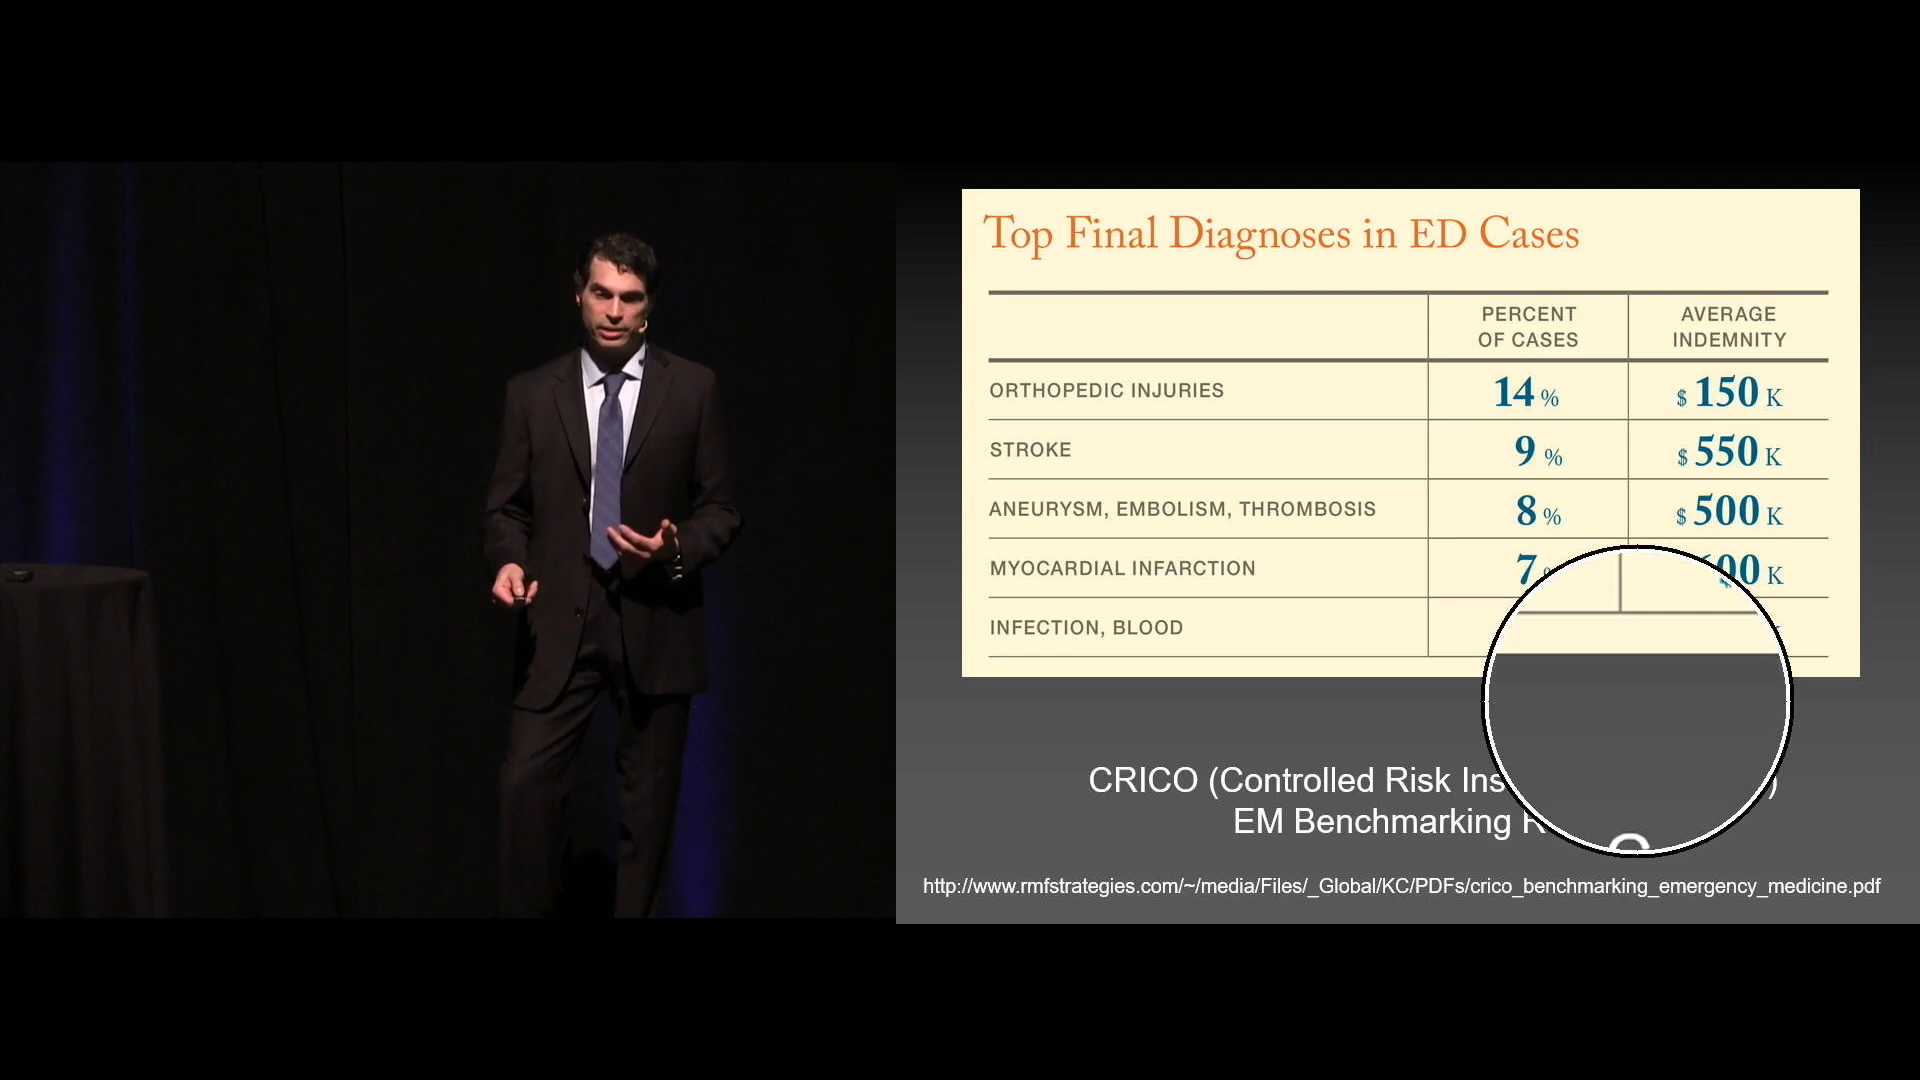 Top Final Diagnoses in ED Cases
PERCENT OF CASES
AVERAGE INDEMNITY
ORTHOPEDIC INJURIES 14 % $ 150 K
STROKE 9 % $ 550 K
ANEURYSM, EMBOLISM, THROMBOSIS 8 % $ 500 K
MYOCARDIAL INFARCTION 7 K
INFECTION, BLOOD
CRICO (Controlled Risk
EM Benchmarking
http://www.rmfstrategies.com/~/media/Files/_Global/KC/PDFs/crico_benchmarking_emergency_medicine.pdf